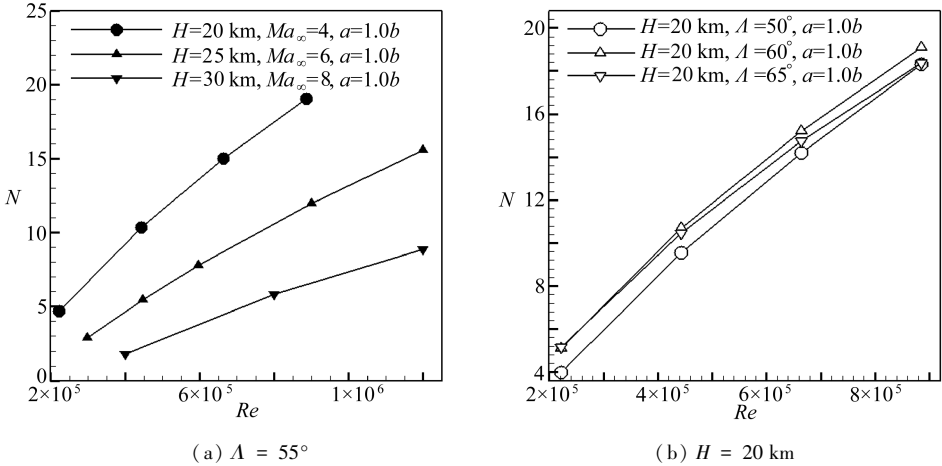 25
20
15
10
5
0
N
H=20 km, Ma∞=4, a=1.0b
H=25 km, Ma∞=6, a=1.0b
H=30 km, Ma∞=8, a=1.0b
2×10⁵
6×10⁵
1×10⁶
Re
(a) Λ = 55°
20
16
12
8
4
N
H=20 km, Λ=50°, a=1.0b
H=20 km, Λ=60°, a=1.0b
H=20 km, Λ=65°, a=1.0b
2×10⁵
4×10⁵
6×10⁵
8×10⁵
Re
(b) H = 20 km